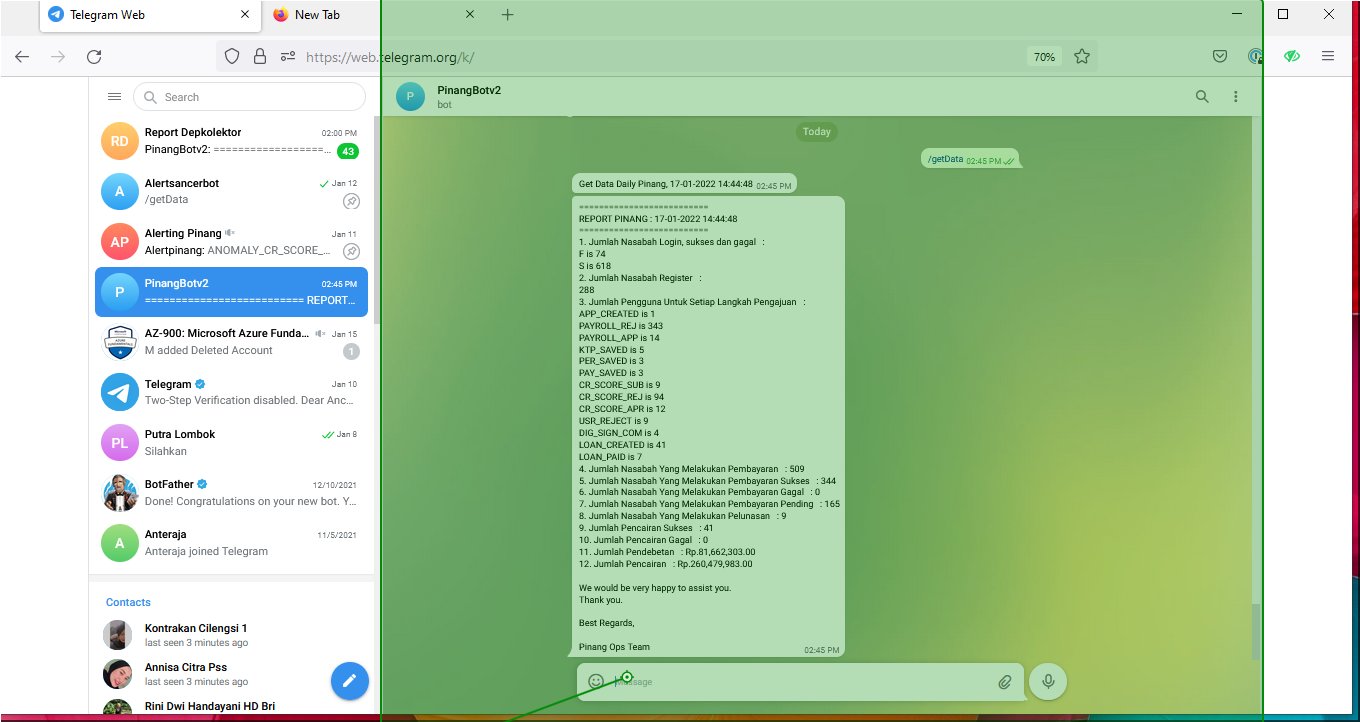 Telegram Web
New Tab
https://web.telegram.org/k/
70%
Search
RD
Report Depkolektor
02:00 PM
PinangBotv2: ==================...
43
A
Alertsancerbot
Jan 12
/getData
AP
Alerting Pinang
Jan 11
Alertpinang: ANOMALY_CR_SCORE_...
P
PinangBotv2
02:45 PM
========================== REPORT...
AZ-900: Microsoft Azure Funda...
Jan 15
M added Deleted Account
1
Telegram
Jan 10
Two-Step Verification disabled. Dear Anc...
PL
Putra Lombok
Jan 8
Silahkan
BotFather
12/10/2021
Done! Congratulations on your new bot. Y...
A
Anteraja
11/5/2021
Anteraja joined Telegram
Contacts
Kontrakan Cilengsi 1
last seen 3 minutes ago
Annisa Citra Pss
last seen 3 minutes ago
Rini Dwi Handayani HD Bri
P
PinangBotv2
bot
Today
/getData 02:45 PM
Get Data Daily Pinang, 17-01-2022 14:44:48 02:45 PM
==========================
REPORT PINANG : 17-01-2022 14:44:48
==========================
1. Jumlah Nasabah Login, sukses dan gagal :
F is 74
S is 618
2. Jumlah Nasabah Register :
288
3. Jumlah Pengguna Untuk Setiap Langkah Pengajuan :
APP_CREATED is 1
PAYROLL_REJ is 343
PAYROLL_APP is 14
KTP_SAVED is 5
PER_SAVED is 3
PAY_SAVED is 3
CR_SCORE_SUB is 9
CR_SCORE_REJ is 94
CR_SCORE_APR is 12
USR_REJECT is 9
DIG_SIGN_COM is 4
LOAN_CREATED is 41
LOAN_PAID is 7
4. Jumlah Nasabah Yang Melakukan Pembayaran : 509
5. Jumlah Nasabah Yang Melakukan Pembayaran Sukses : 344
6. Jumlah Nasabah Yang Melakukan Pembayaran Gagal : 0
7. Jumlah Nasabah Yang Melakukan Pembayaran Pending : 165
8. Jumlah Nasabah Yang Melakukan Pelunasan : 9
9. Jumlah Pencairan Sukses : 41
10. Jumlah Pencairan Gagal : 0
11. Jumlah Pendebetan : Rp.81,662,303.00
12. Jumlah Pencairan : Rp.260,479,983.00
We would be very happy to assist you.
Thank you.
Best Regards,
Pinang Ops Team
02:45 PM
Message